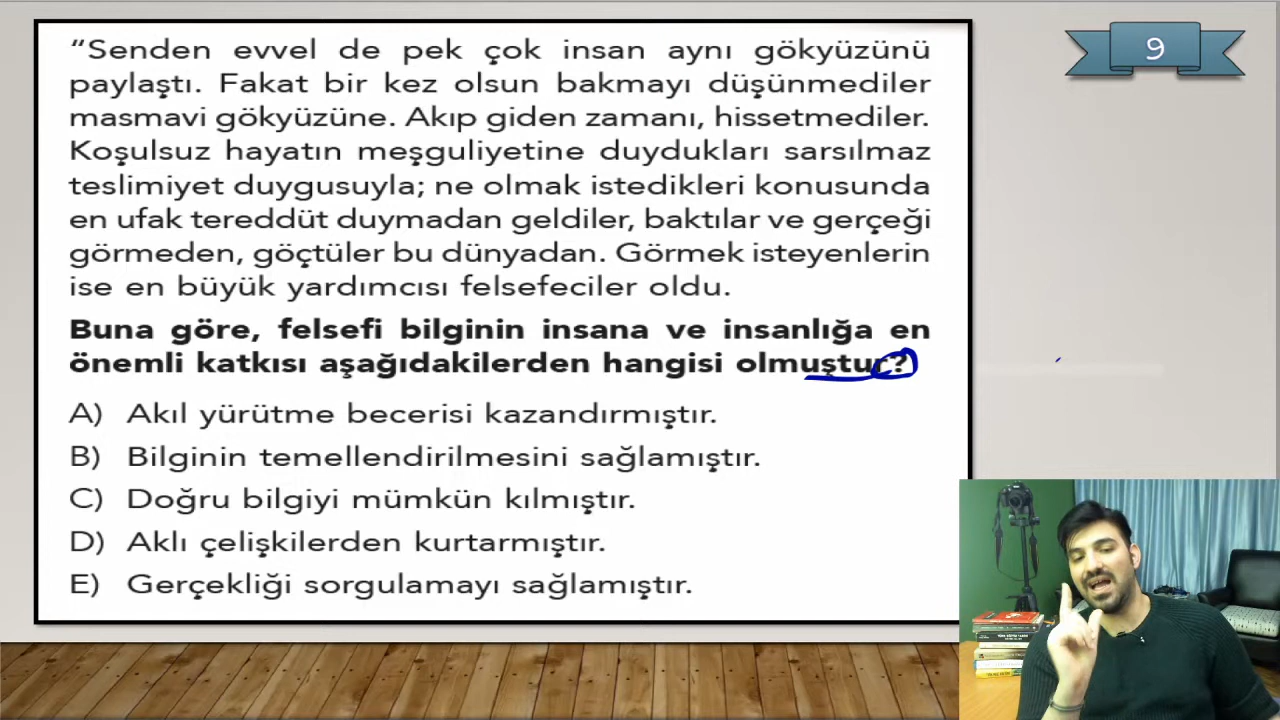 9
“Senden evvel de pek çok insan aynı gökyüzünü
paylaştı. Fakat bir kez olsun bakmayı düşünmediler
masmavi gökyüzüne. Akıp giden zamanı, hissetmediler.
Koşulsuz hayatın meşguliyetine duydukları sarsılmaz
teslimiyet duygusuyla; ne olmak istedikleri konusunda
en ufak tereddüt duymadan geldiler, baktılar ve gerçeği
görmeden, göçtüler bu dünyadan. Görmek isteyenlerin
ise en büyük yardımcısı felsefeciler oldu.
Buna göre, felsefi bilginin insana ve insanlığa en
önemli katkısı aşağıdakilerden hangisi olmuştur?
A) Akıl yürütme becerisi kazandırmıştır.
B) Bilginin temellendirilmesini sağlamıştır.
C) Doğru bilgiyi mümkün kılmıştır.
D) Aklı çelişkilerden kurtarmıştır.
E) Gerçekliği sorgulamayı sağlamıştır.